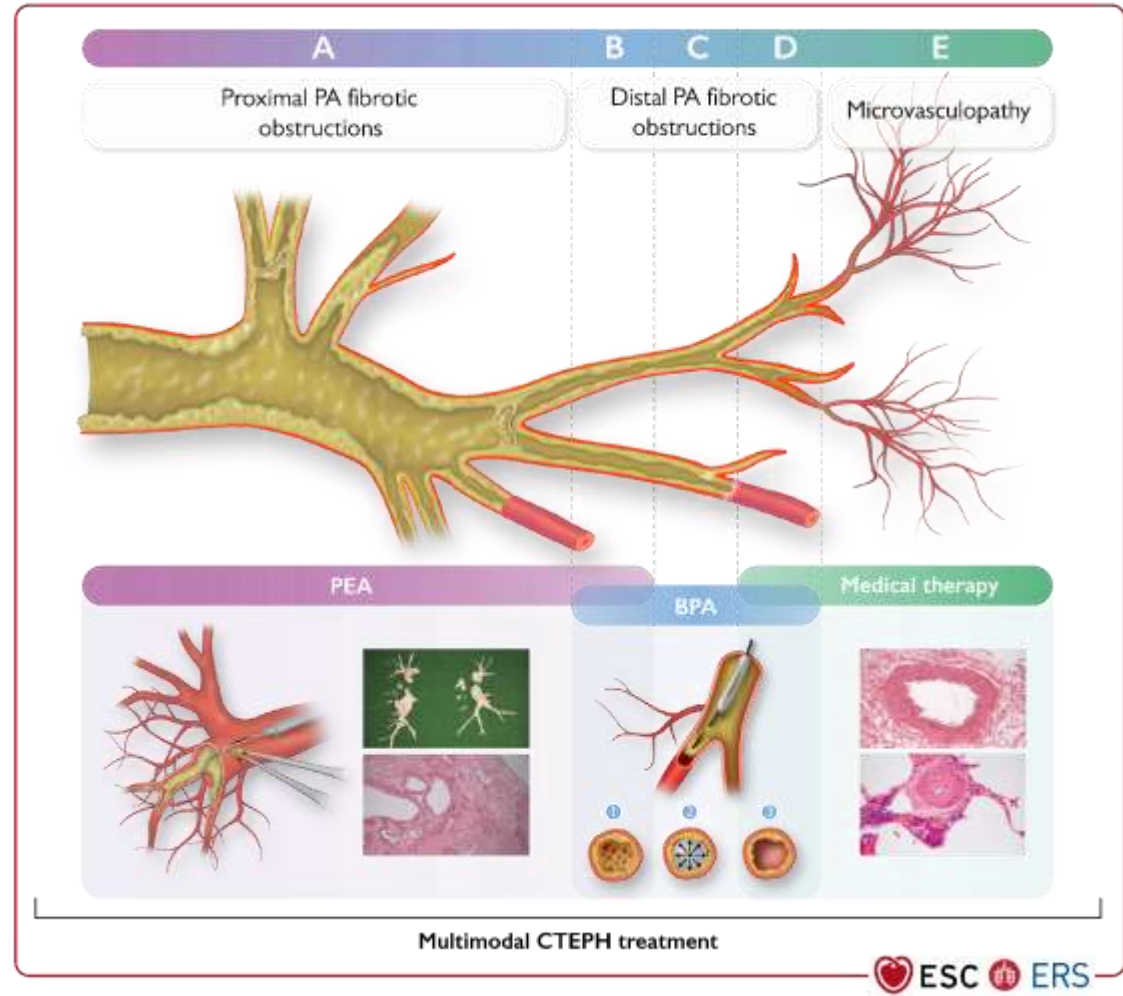 A B C D E
Proximal PA fibrotic
obstructions
Distal PA fibrotic
obstructions
Microvasculopathy
PEA
BPA
Medical therapy
1 2 3
Multimodal CTEPH treatment
ESC ERS